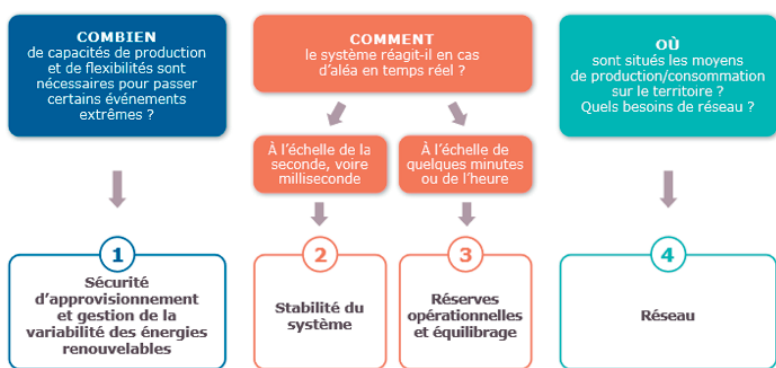 COMBIEN
de capacités de production
et de flexibilités sont
nécessaires pour passer
certains événements
extrêmes ?
COMMENT
le système réagit-il en cas
d'aléa en temps réel ?
OÙ
sont situés les moyens
de production/consommation
sur le territoire ?
Quels besoins de réseau ?
À l'échelle de la
seconde, voire
milliseconde
À l'échelle de
quelques minutes
ou de l'heure
1
Sécurité
d'approvisionnement
et gestion de la
variabilité des énergies
renouvelables
2
Stabilité du
système
3
Réserves
opérationnelles
et équilibrage
4
Réseau